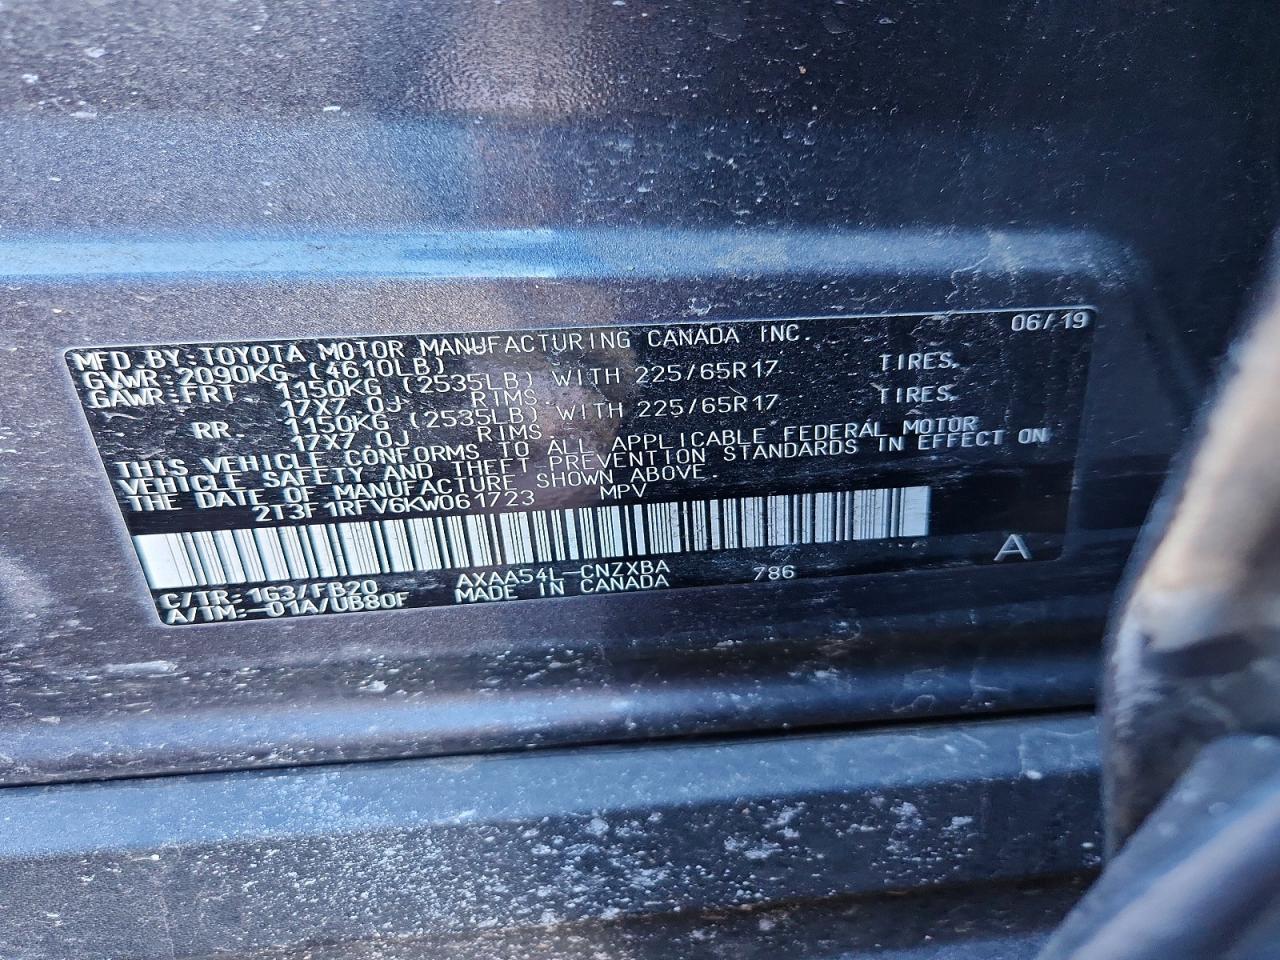 MFD BY: TOYOTA MOTOR MANUFACTURING CANADA INC. 06/19
GVWR: 2090KG (4610LB)
GAWR: FRT 1150KG (2535LB) WITH 225/65R17 TIRES.
17X7.0J RIMS.
RR. 1150KG (2535LB) WITH 225/65R17 TIRES.
17X7.0J RIMS.
THIS VEHICLE CONFORMS TO ALL APPLICABLE FEDERAL MOTOR
VEHICLE SAFETY AND THEFT PREVENTION STANDARDS IN EFFECT ON
THE DATE OF MANUFACTURE SHOWN ABOVE.
2T3F1RFV6KW061723 MPV
A
C/TR: 1G3/FB20 AXAA54L-CNZXBA 786
A/TM: -01A/UB80F MADE IN CANADA